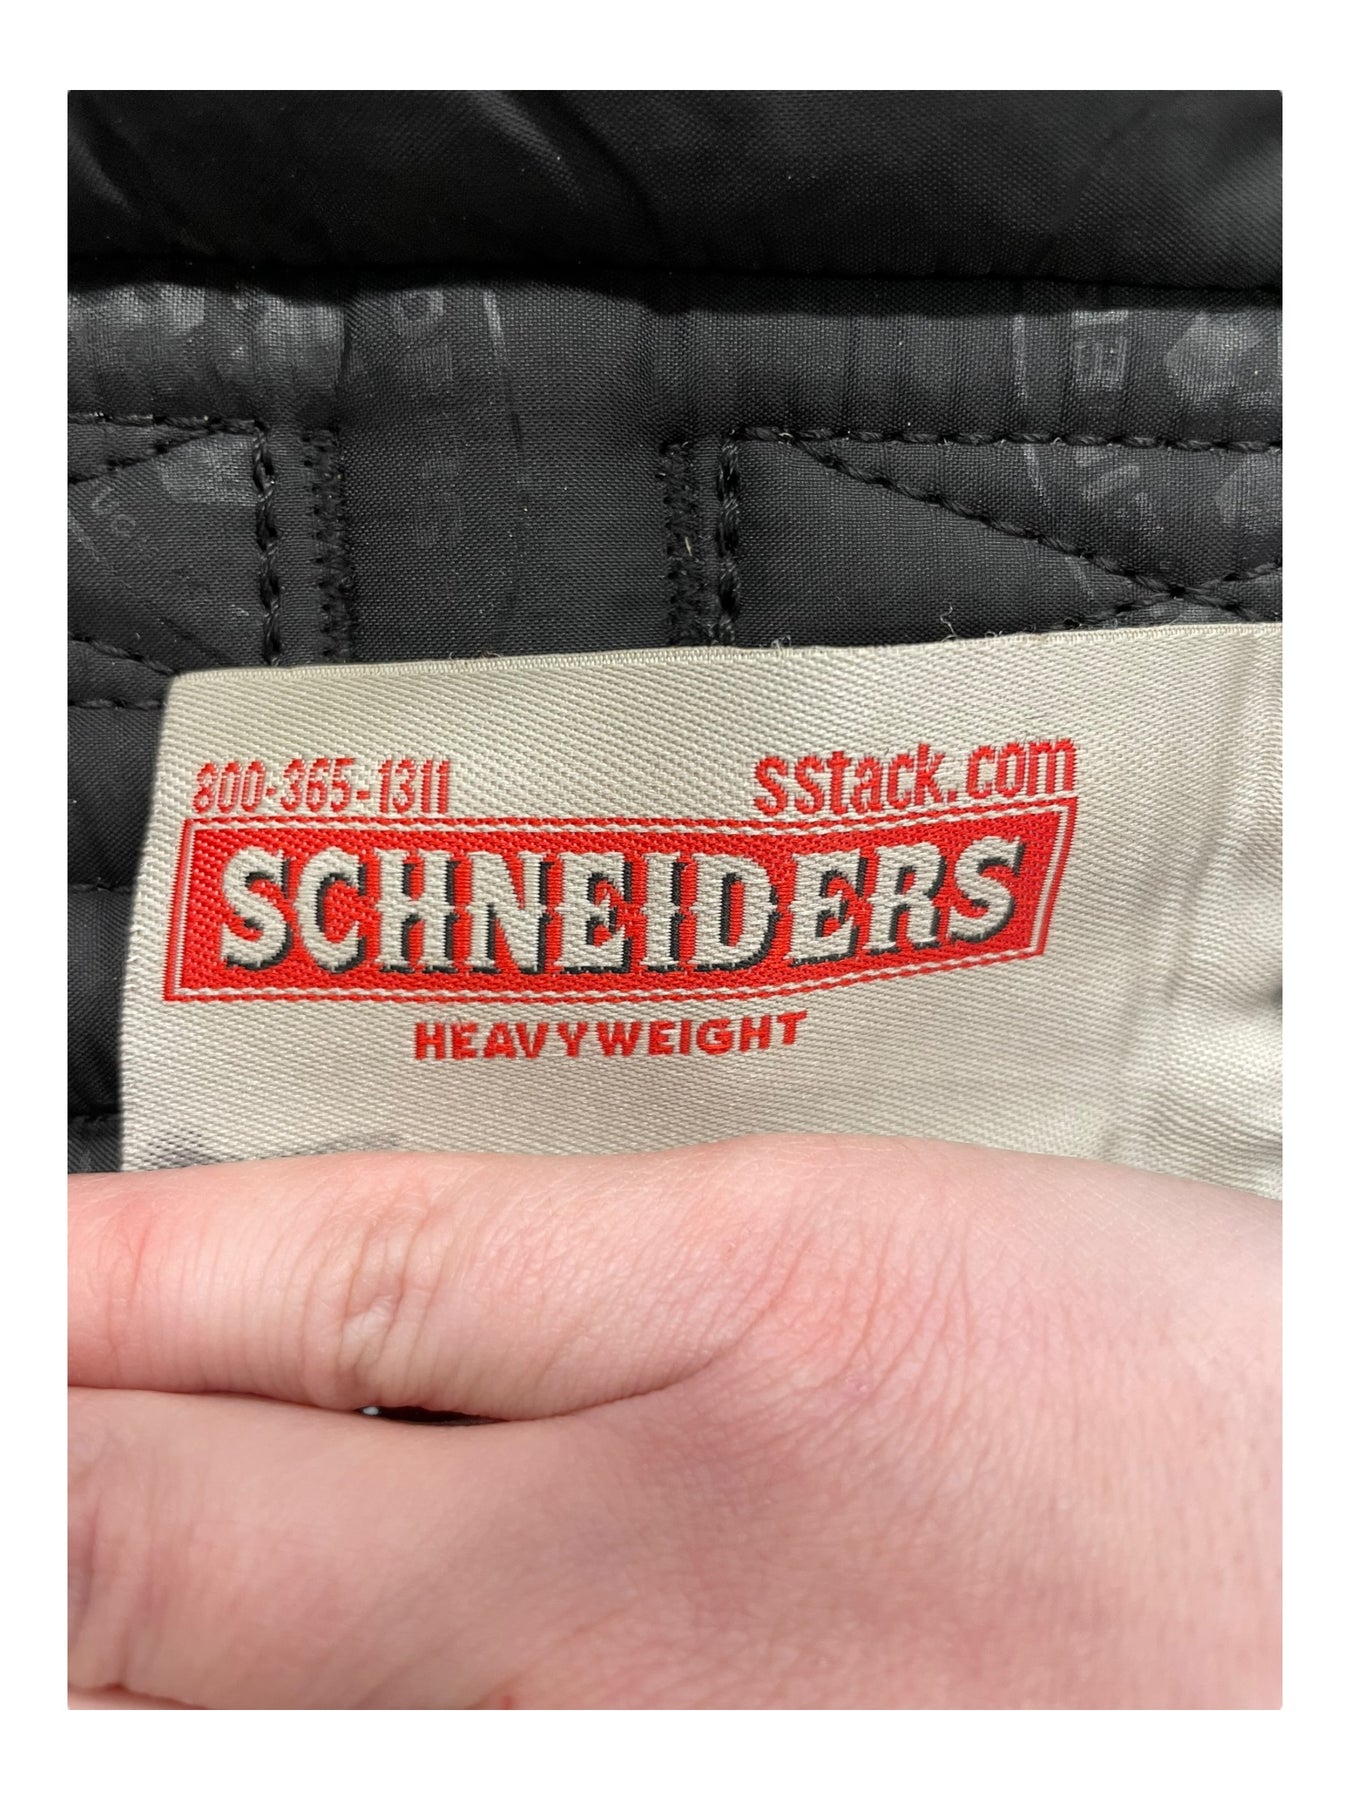 800-365-1311 sstack.com
SCHNEIDERS
HEAVYWEIGHT